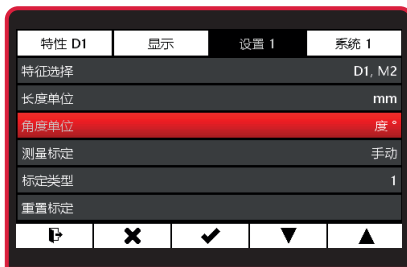 特性 D1 显示 设置 1 系统 1
特征选择 D1, M2
长度单位 mm
角度单位 度 °
测量标定 手动
标定类型 1
重置标定